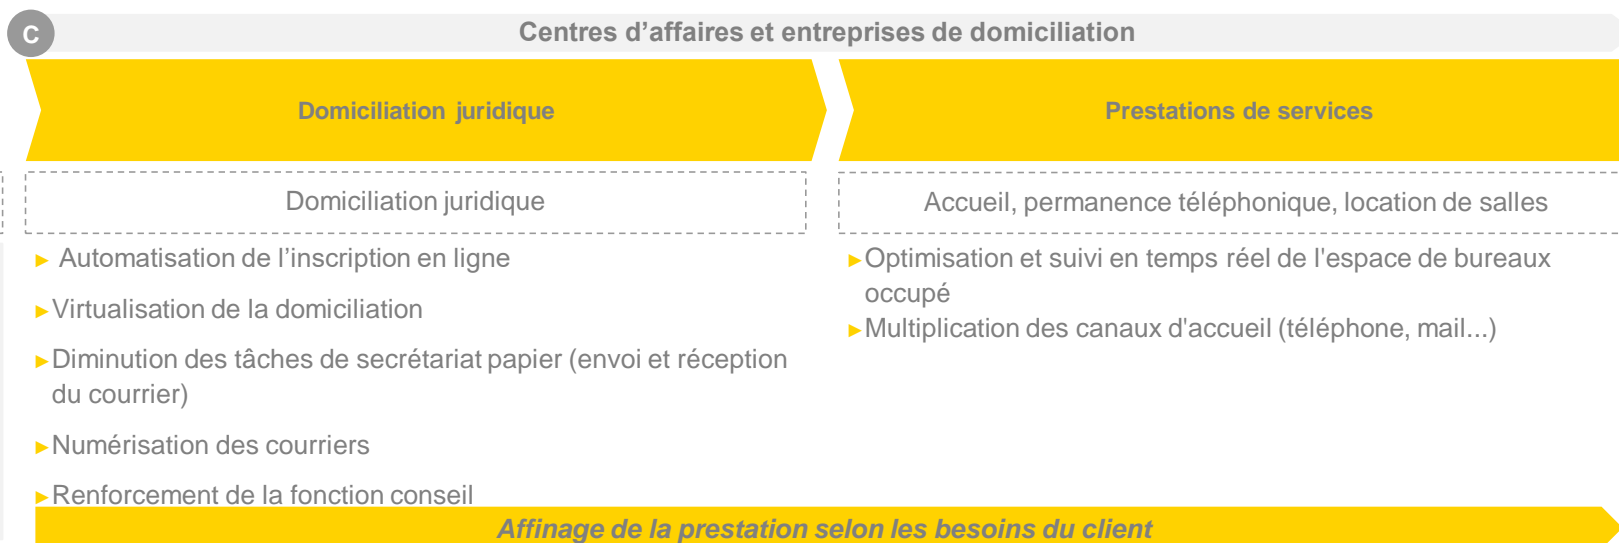 C
Centres d’affaires et entreprises de domiciliation
Domiciliation juridique
Prestations de services
Domiciliation juridique
Accueil, permanence téléphonique, location de salles
► Automatisation de l’inscription en ligne
►Virtualisation de la domiciliation
►Diminution des tâches de secrétariat papier (envoi et réception
du courrier)
►Numérisation des courriers
►Renforcement de la fonction conseil
►Optimisation et suivi en temps réel de l'espace de bureaux
occupé
►Multiplication des canaux d'accueil (téléphone, mail...)
Affinage de la prestation selon les besoins du client